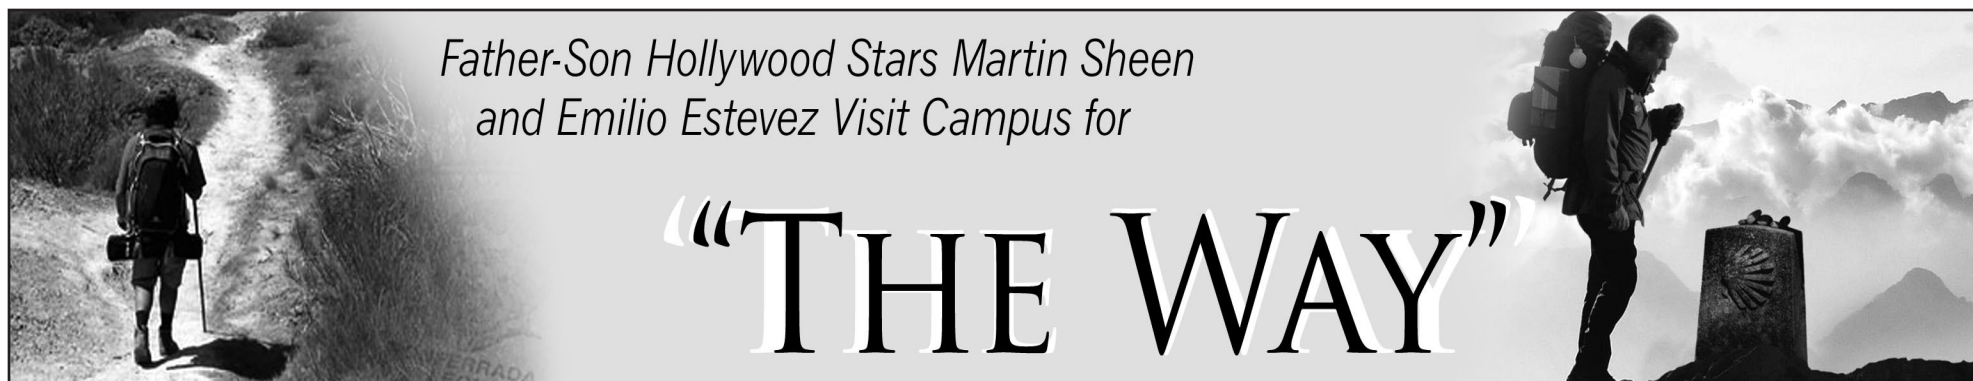 Father-Son Hollywood Stars Martin Sheen
and Emilio Estevez Visit Campus for
“THE WAY”